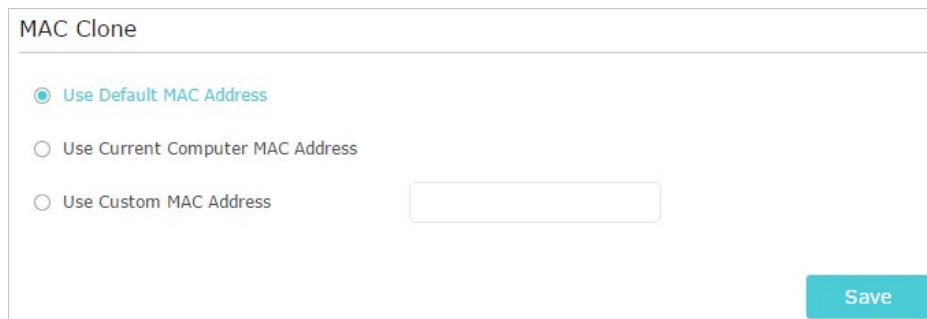 MAC Clone
Use Default MAC Address
Use Current Computer MAC Address
Use Custom MAC Address
Save